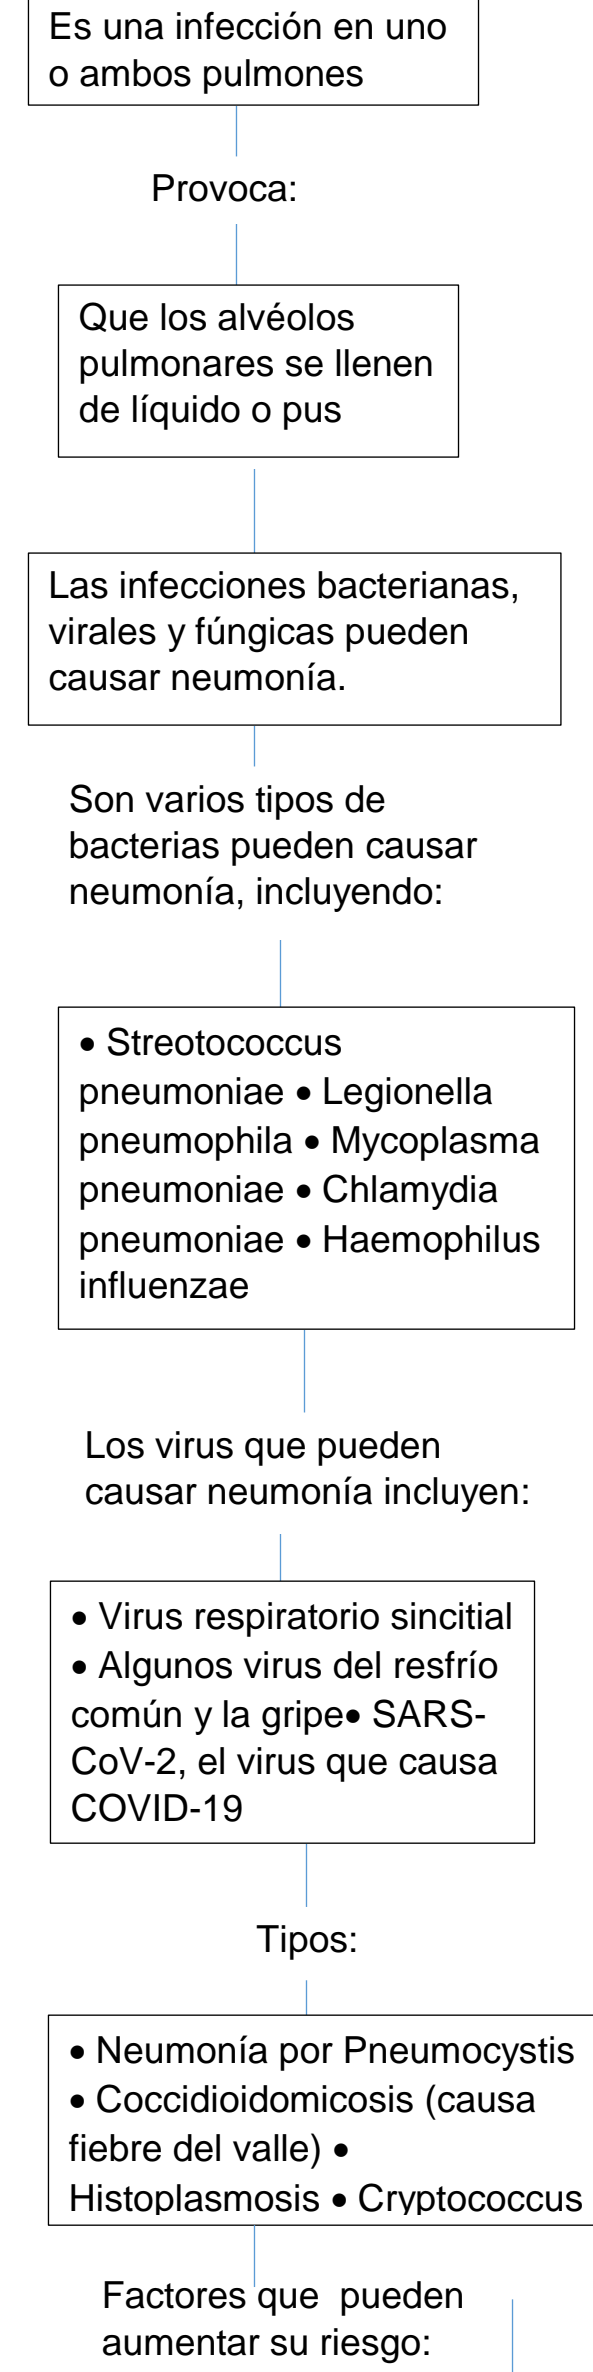 Es una infección en uno
o ambos pulmones
Provoca:
Que los alvéolos
pulmonares se llenen
de líquido o pus
Las infecciones bacterianas,
virales y fúngicas pueden
causar neumonía.
Son varios tipos de
bacterias pueden causar
neumonía, incluyendo:
• Streotococcus
pneumoniae • Legionella
pneumophila • Mycoplasma
pneumoniae • Chlamydia
pneumoniae • Haemophilus
influenzae
Los virus que pueden
causar neumonía incluyen:
• Virus respiratorio sincitial
• Algunos virus del resfrío
común y la gripe• SARS-
CoV-2, el virus que causa
COVID-19
Tipos:
• Neumonía por Pneumocystis
• Coccidioidomicosis (causa
fiebre del valle) •
Histoplasmosis • Cryptococcus
Factores que  pueden
aumentar su riesgo: